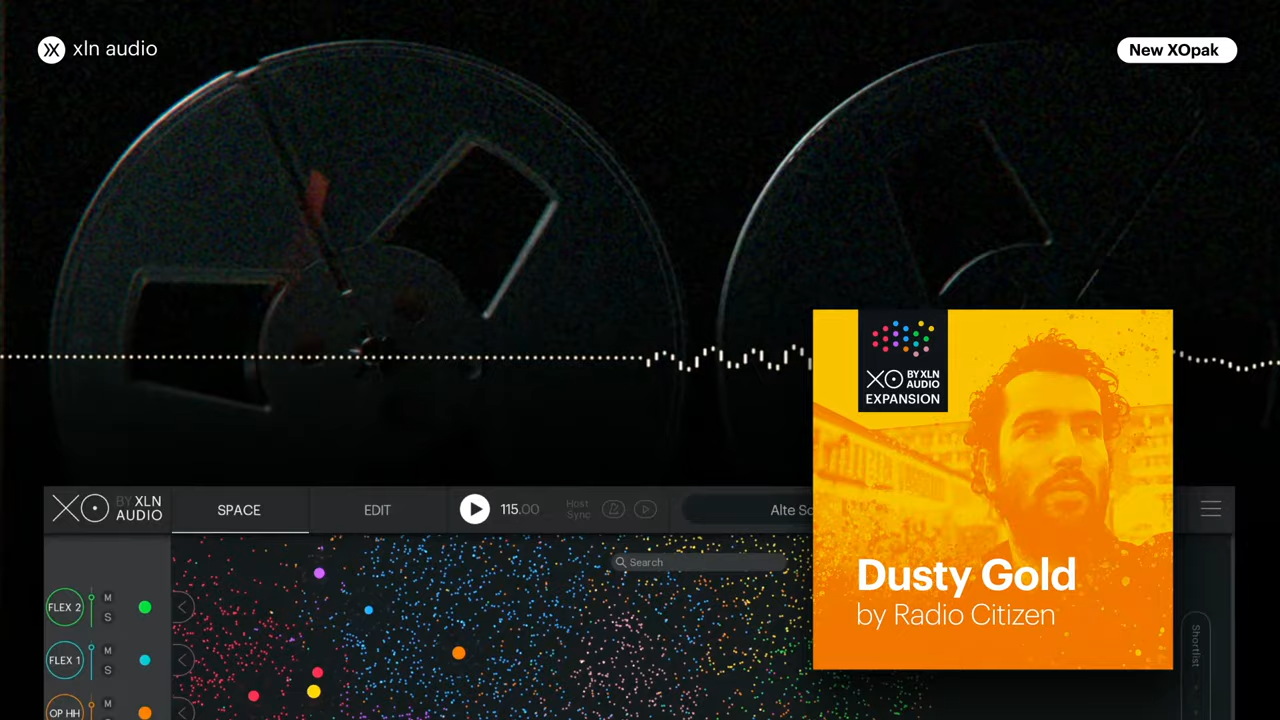 xln audio
New XOpak
XO BY XLN
AUDIO
EXPANSION
Dusty Gold
by Radio Citizen
XO BY XLN
AUDIO
SPACE
EDIT
115.00
Host
Sync
Alte
Search
FLEX 2
M
S
FLEX 1
M
S
OP HH
M
Shortlist